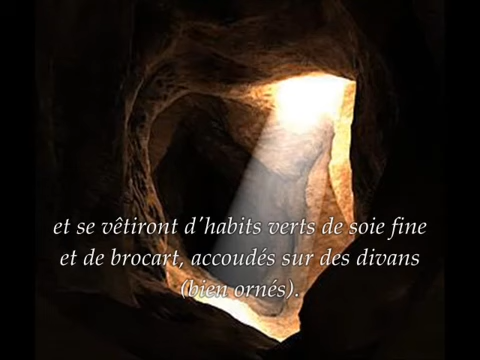 et se vêtiront d'habits verts de soie fine
et de brocart, accoudés sur des divans
(bien ornés).